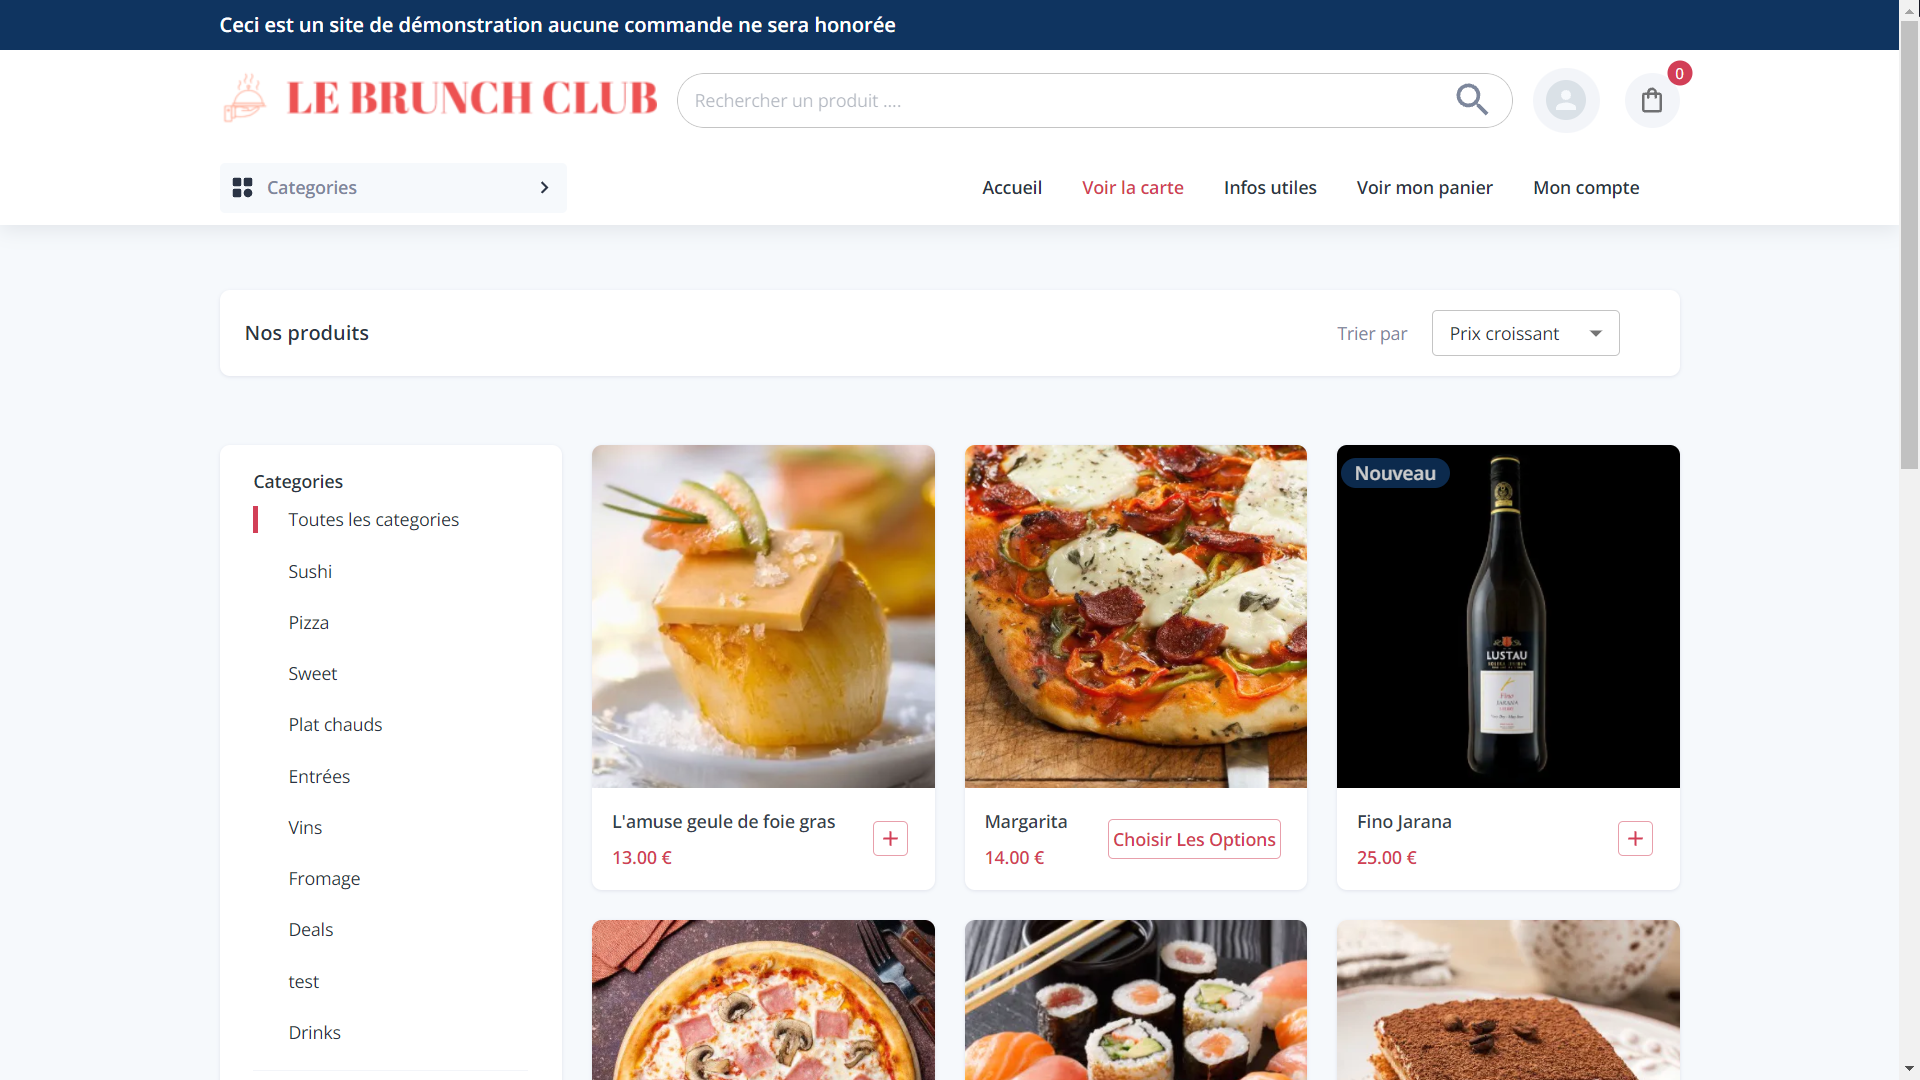 Ceci est un site de démonstration aucune commande ne sera honorée
LE BRUNCH CLUB
Rechercher un produit ....
0
Categories
Accueil
Voir la carte
Infos utiles
Voir mon panier
Mon compte
Nos produits
Trier par
Prix croissant
Categories
Toutes les categories
Sushi
Pizza
Sweet
Plat chauds
Entrées
Vins
Fromage
Deals
test
Drinks
L'amuse geule de foie gras
13.00 €
Margarita
14.00 €
Choisir Les Options
Nouveau
LUSTAU
Fino
JARANA
Fino Jarana
25.00 €